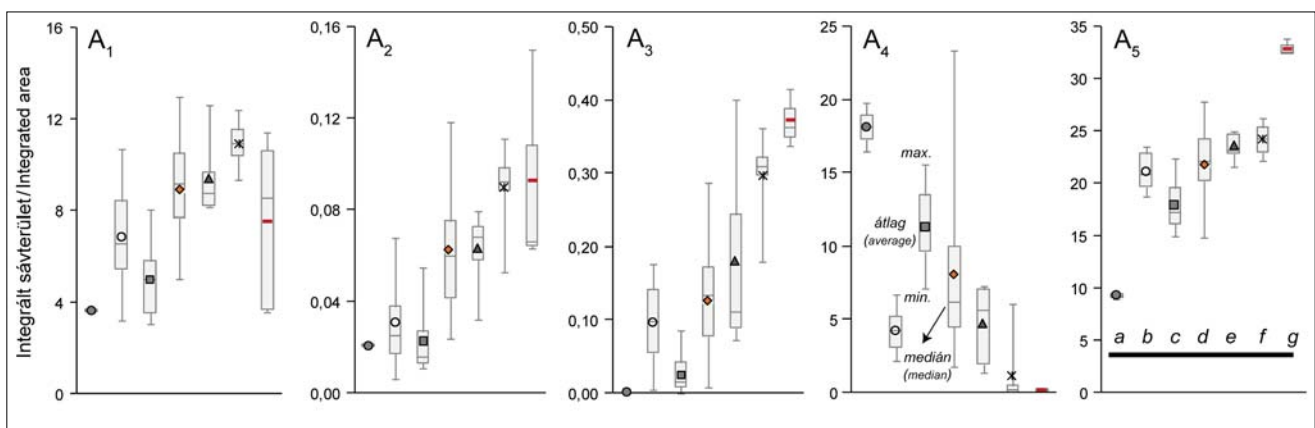 Integrált sávterület/Integrated area
A1
16
12
8
4
0
A2
0,16
0,12
0,08
0,04
0,00
A3
0,50
0,40
0,30
0,20
0,10
0,00
A4
25
20
15
10
5
0
max.
átlag
(average)
min.
medián
(median)
A5
35
30
25
20
15
10
5
0
a b c d e f g